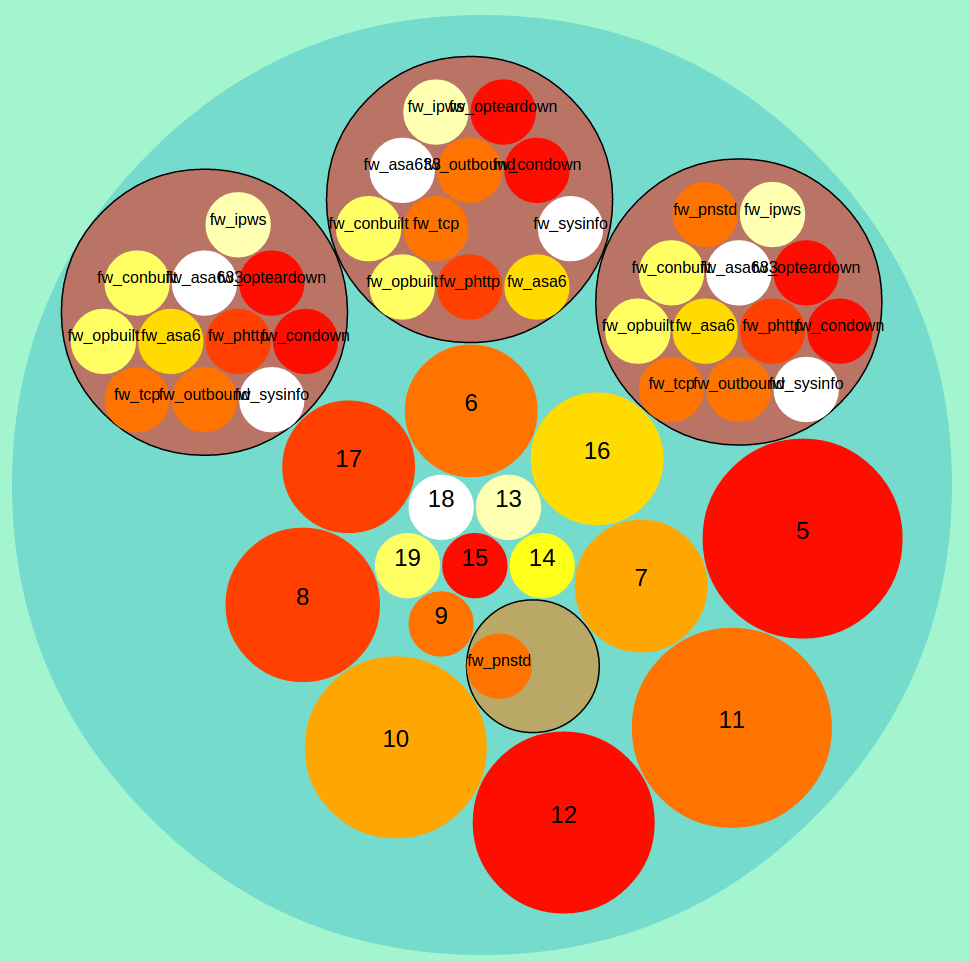 fw_ipws
fw_opteardown
fw_asa683
fw_outbound
fw_condown
fw_conbuilt
fw_tcp
fw_sysinfo
fw_opbuilt
fw_phttp
fw_asa6
fw_ipws
fw_conbuilt
fw_asa683
fw_opteardown
fw_opbuilt
fw_asa6
fw_phttp
fw_condown
fw_tcp
fw_outbound
fw_sysinfo
fw_pnstd
fw_ipws
fw_conbuilt
fw_asa683
fw_opteardown
fw_opbuilt
fw_asa6
fw_phttp
fw_condown
fw_tcp
fw_outbound
fw_sysinfo
6
17
16
18
13
5
19
15
14
7
8
9
fw_pnstd
10
11
12